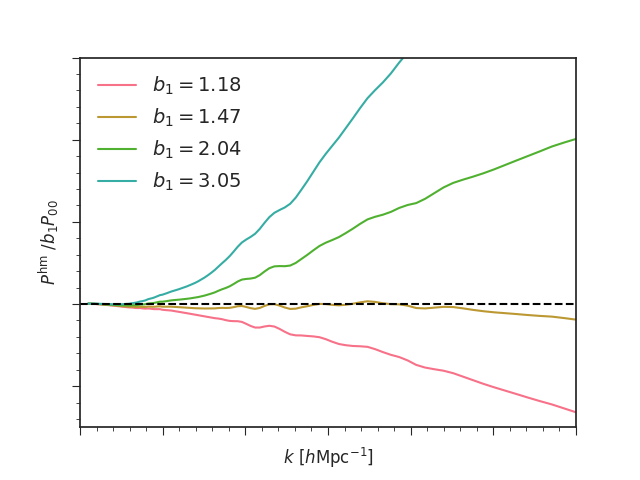 b₁ = 1.18
b₁ = 1.47
b₁ = 2.04
b₁ = 3.05
Pʰᵐ /b₁P₀₀
k [hMpc⁻¹]